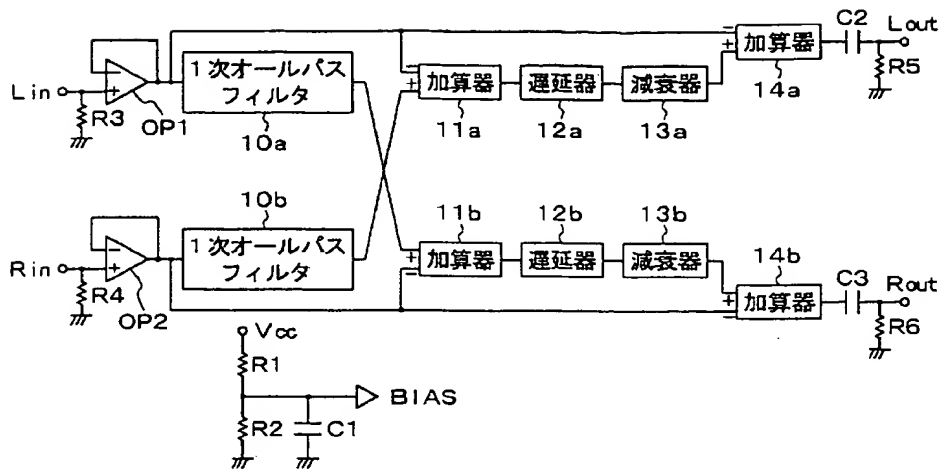 C2
Lout
R5
加算器
14a
1次オールパス
フィルタ
10a
Lin
R3
OP1
加算器
11a
遅延器
12a
減衰器
13a
10b
1次オールパス
フィルタ
Rin
R4
OP2
11b
加算器
12b
遅延器
13b
減衰器
14b
加算器
C3
Rout
R6
Vcc
R1
BIAS
R2
C1